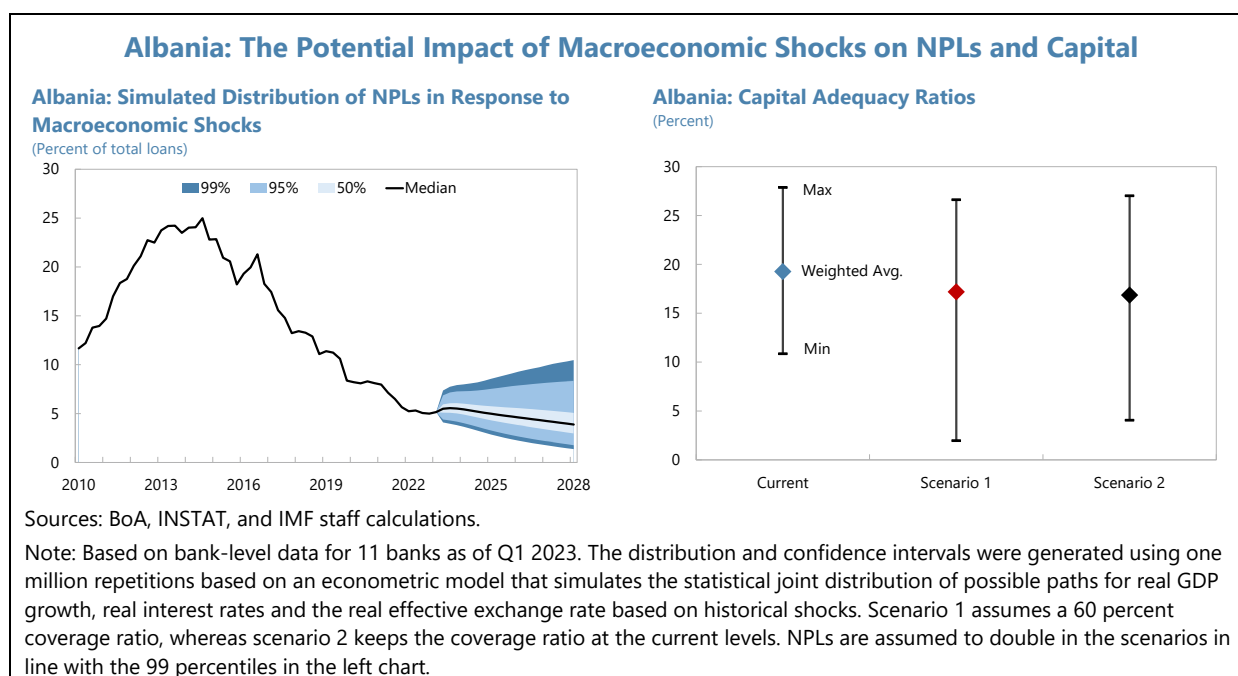 Albania: The Potential Impact of Macroeconomic Shocks on NPLs and Capital
Albania: Simulated Distribution of NPLs in Response to
Macroeconomic Shocks
(Percent of total loans)
30
25
20
15
10
5
0
99%
95%
50%
Median
2010
2013
2016
2019
2022
2025
2028
Albania: Capital Adequacy Ratios
(Percent)
30
25
20
15
10
5
0
Max
Weighted Avg.
Min
Current
Scenario 1
Scenario 2
Sources: BoA, INSTAT, and IMF staff calculations.
Note: Based on bank-level data for 11 banks as of Q1 2023. The distribution and confidence intervals were generated using one
million repetitions based on an econometric model that simulates the statistical joint distribution of possible paths for real GDP
growth, real interest rates and the real effective exchange rate based on historical shocks. Scenario 1 assumes a 60 percent
coverage ratio, whereas scenario 2 keeps the coverage ratio at the current levels. NPLs are assumed to double in the scenarios in
line with the 99 percentiles in the left chart.